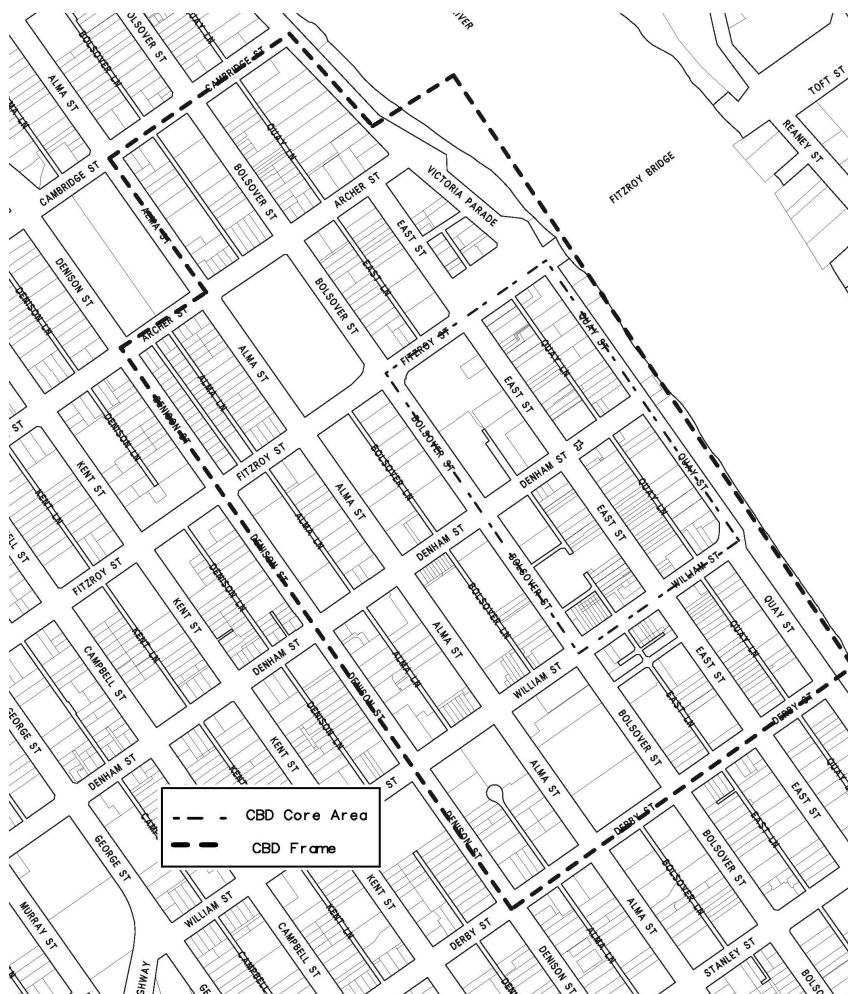 RIVER
BOLSOVER ST
BOLSOVER LN
CAMBRIDGE ST
TOFT ST
ALMA ST
REANEY ST
QUAY LN
FITZROY BRIDGE
CAMBRIDGE ST
BOLSOVER ST
ARCHER ST
VICTORIA PARADE
ALMA ST
EAST ST
DENISON ST
BOLSOVER ST
EAST LN
DENISON LN
ARCHER ST
QUAY ST
FITZROY ST
QUAY LN
ALMA ST
ALMA LN
EAST ST
DENISON ST
DENISON LN
BOLSOVER ST
KENT ST
FITZROY ST
BOLSOVER LN
DENHAM ST
QUAY ST
KENT LN
ALMA ST
QUAY LN
ALMA LN
EAST ST
DENISON ST
DENHAM ST
FITZROY ST
DENISON LN
BOLSOVER ST
WILLIAM ST
KENT ST
BOLSOVER LN
QUAY ST
KENT LN
ALMA ST
QUAY LN
DENHAM ST
ALMA LN
EAST ST
CAMPBELL ST
WILLIAM ST
DENISON ST
EAST LN
DERBY ST
GEORGE ST
DENISON LN
BOLSOVER ST
KENT ST
DENHAM ST
ALMA ST
EAST ST
QUAY LN
KENT
CBD Core Area
DERBY ST
CBD Frame
DENISON ST
EAST LN
GEORGE ST
BOLSOVER ST
KENT ST
BOLSOVER LN
MURRAY ST
WILLIAM ST
KENT LN
ALMA ST
DERBY ST
CAMPBELL ST
ALMA LN
STANLEY ST
CAMPBELL
DENISON ST
HIGHWAY